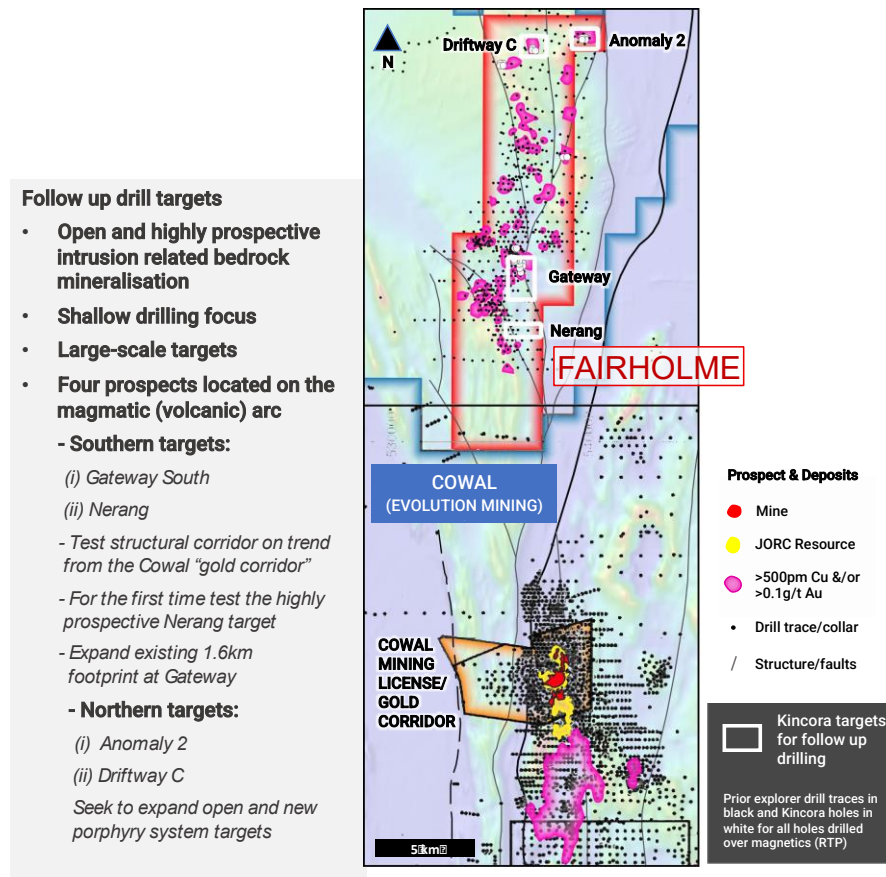 Follow up drill targets
• Open and highly prospective
intrusion related bedrock
mineralisation
• Shallow drilling focus
• Large-scale targets
• Four prospects located on the
magmatic (volcanic) arc
- Southern targets:
(i) Gateway South
(ii) Nerang
- Test structural corridor on trend
from the Cowal “gold corridor”
- For the first time test the highly
prospective Nerang target
- Expand existing 1.6km
footprint at Gateway
- Northern targets:
(i) Anomaly 2
(ii) Driftway C
Seek to expand open and new
porphyry system targets
N
Driftway C
Anomaly 2
Gateway
Nerang
FAIRHOLME
COWAL
(EVOLUTION MINING)
COWAL
MINING
LICENSE/
GOLD
CORRIDOR
Prospect & Deposits
Mine
JORC Resource
>500pm Cu &/or
>0.1g/t Au
Drill trace/collar
Structure/faults
Kincora targets
for follow up
drilling
Prior explorer drill traces in
black and Kincora holes in
white for all holes drilled
over magnetics (RTP)